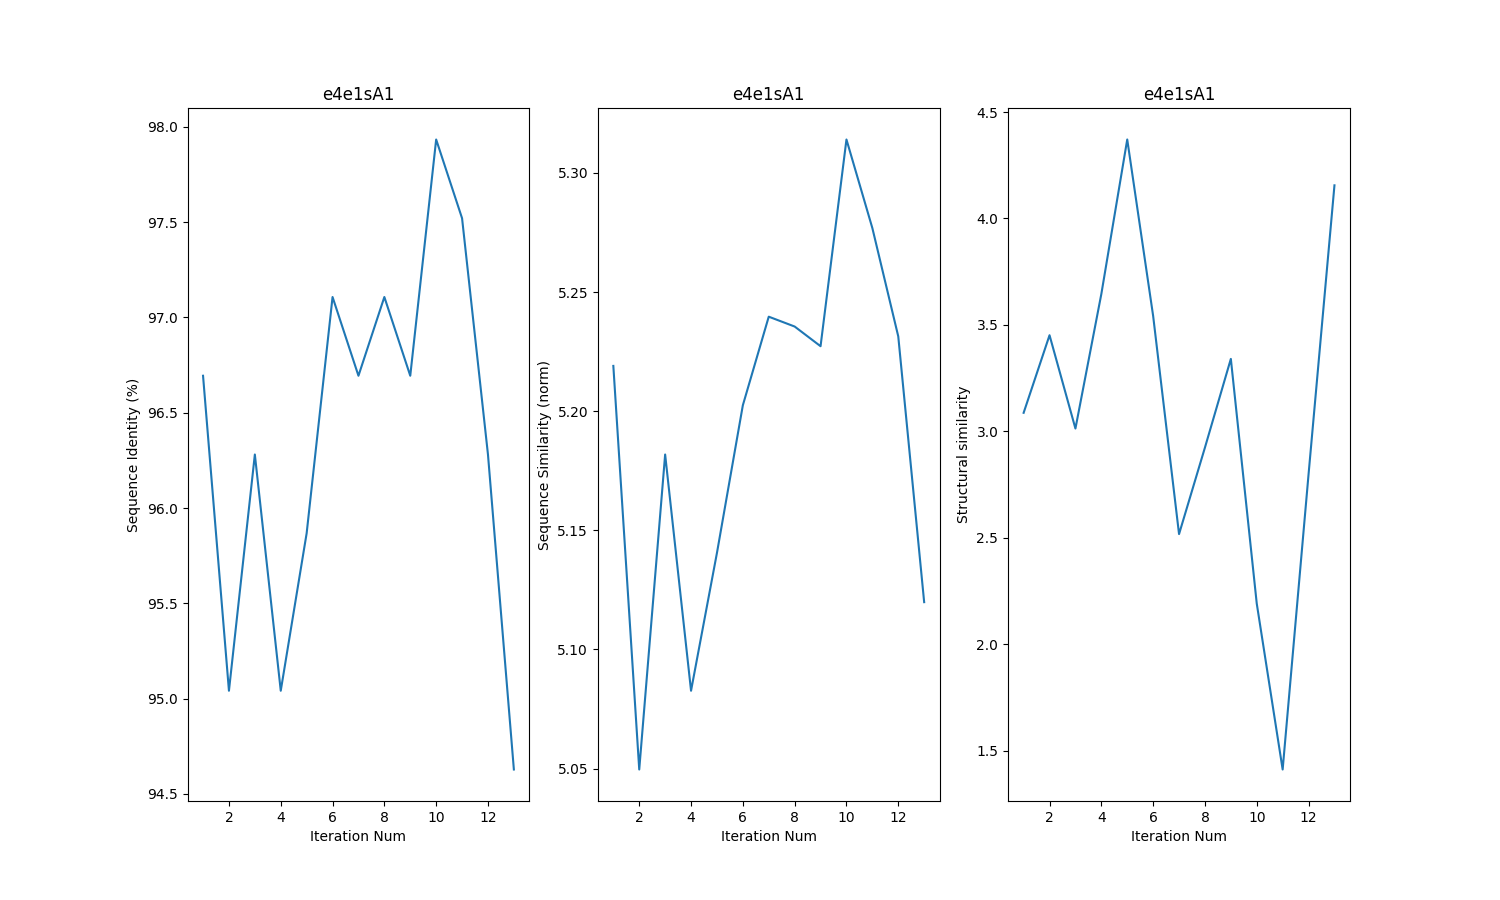 e4e1sA1
98.0
97.5
97.0
96.5
96.0
95.5
95.0
94.5
Sequence Identity (%)
2 4 6 8 10 12
Iteration Num
e4e1sA1
5.30
5.25
5.20
5.15
5.10
5.05
Sequence Similarity (norm)
2 4 6 8 10 12
Iteration Num
e4e1sA1
4.5
4.0
3.5
3.0
2.5
2.0
1.5
Structural similarity
2 4 6 8 10 12
Iteration Num